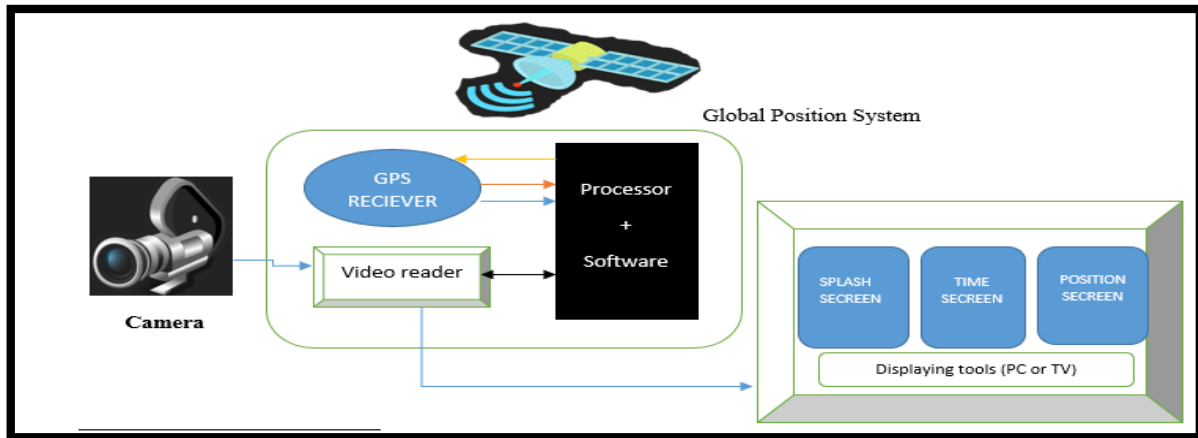 Global Position System
GPS
RECIEVER
Processor
+
Software
Video reader
Camera
SPLASH
SECREEN
TIME
SECREEN
POSITION
SECREEN
Displaying tools (PC or TV)